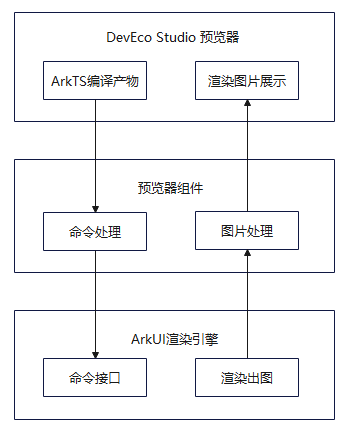 DevEco Studio 预览器
ArkTS编译产物
渲染图片展示
预览器组件
命令处理
图片处理
ArkUI渲染引擎
命令接口
渲染出图